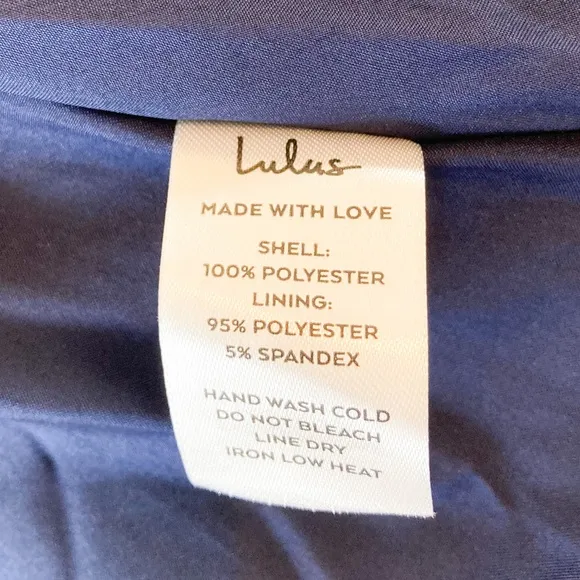 Lulus
MADE WITH LOVE
SHELL:
100% POLYESTER
LINING:
95% POLYESTER
5% SPANDEX
HAND WASH COLD
DO NOT BLEACH
LINE DRY
IRON LOW HEAT